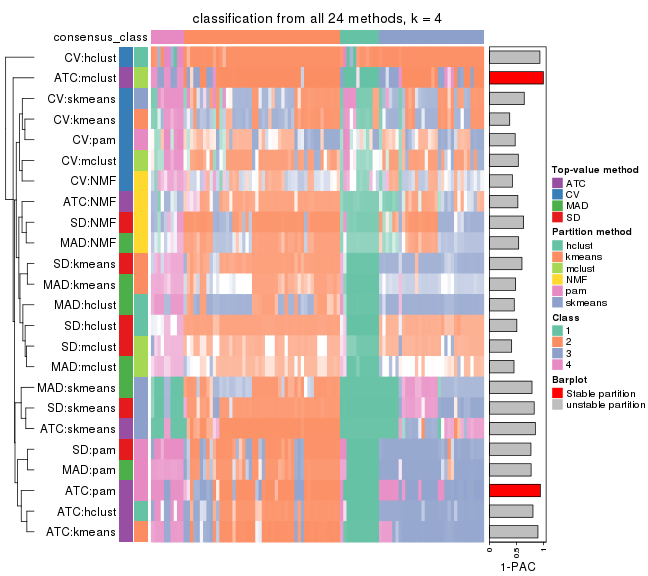 classification from all 24 methods, k = 4
consensus_class
CV:hclust
ATC:mclust
CV:skmeans
CV:kmeans
CV:pam
CV:mclust
CV:NMF
ATC:NMF
SD:NMF
MAD:NMF
SD:kmeans
MAD:kmeans
MAD:hclust
SD:hclust
SD:mclust
MAD:mclust
MAD:skmeans
SD:skmeans
ATC:skmeans
SD:pam
MAD:pam
ATC:pam
ATC:hclust
ATC:kmeans
0
0.5
1
1-PAC
Top-value method
ATC
CV
MAD
SD
Partition method
hclust
kmeans
mclust
NMF
pam
skmeans
Class
1
2
3
4
Barplot
Stable partition
unstable partition